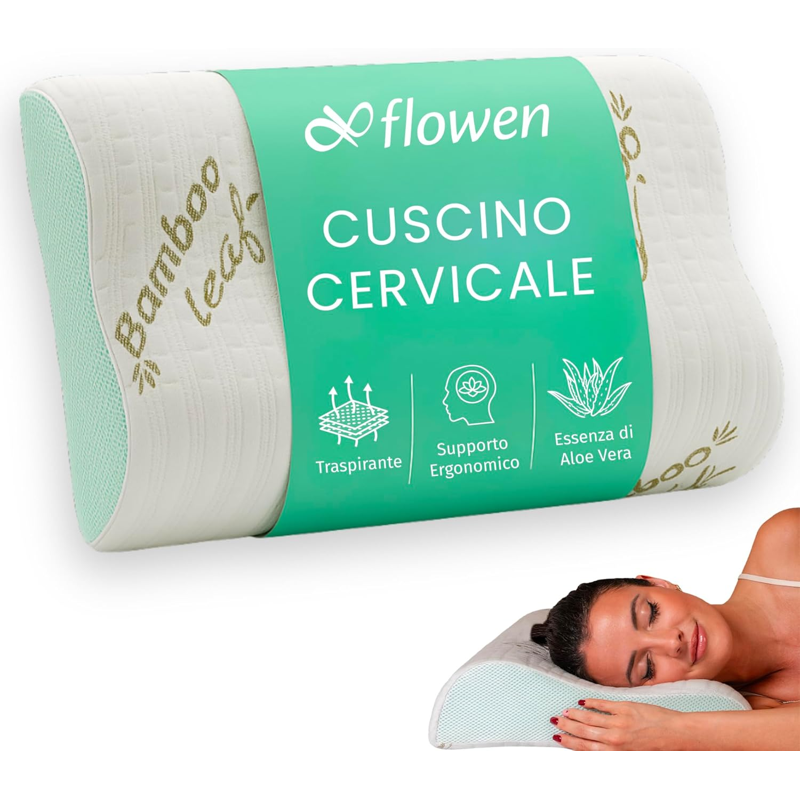 flowen
CUSCINO
CERVICALE
Traspirante
Supporto
Ergonomico
Essenza di
Aloe Vera
Bamboo
leaf